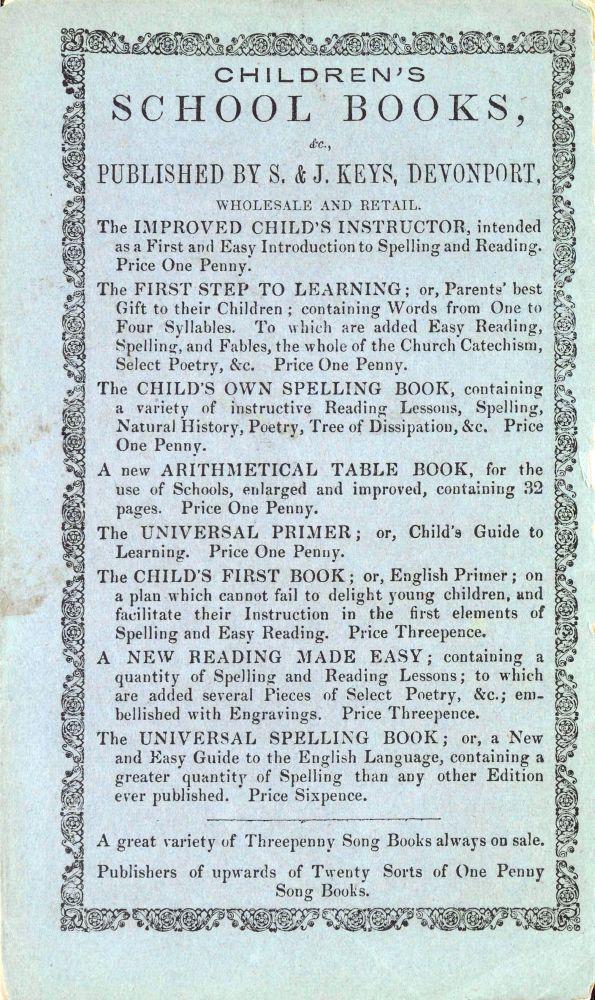 CHILDREN'S
SCHOOL BOOKS,
&c.,
PUBLISHED BY S. & J. KEYS, DEVONPORT.
WHOLESALE AND RETAIL.
The IMPROVED CHILD'S INSTRUCTOR, intended
as a First and Easy Introduction to Spelling and Reading.
Price One Penny.
The FIRST STEP TO LEARNING; or, Parents' best
Gift to their Children; containing Words from One to
Four Syllables. To which are added Easy Reading,
Spelling, and Fables, the whole of the Church Catechism,
Select Poetry, &c. Price One Penny.
The CHILD'S OWN SPELLING BOOK, containing
a variety of instructive Reading Lessons, Spelling,
Natural History, Poetry, Tree of Dissipation, &c. Price
One Penny.
A new ARITHMETICAL TABLE BOOK, for the
use of Schools, enlarged and improved, containing 32
pages. Price One Penny.
The UNIVERSAL PRIMER; or, Child's Guide to
Learning. Price One Penny.
The CHILD'S FIRST BOOK; or, English Primer; on
a plan which cannot fail to delight young children, and
facilitate their Instruction in the first elements of
Spelling and Easy Reading. Price Threepence.
A NEW READING MADE EASY; containing a
quantity of Spelling and Reading Lessons; to which
are added several Pieces of Select Poetry, &c.; em-
bellished with Engravings. Price Threepence.
The UNIVERSAL SPELLING BOOK; or, a New
and Easy Guide to the English Language, containing a
greater quantity of Spelling than any other Edition
ever published. Price Sixpence.
A great variety of Threepenny Song Books always on sale.
Publishers of upwards of Twenty Sorts of One Penny
Song Books.